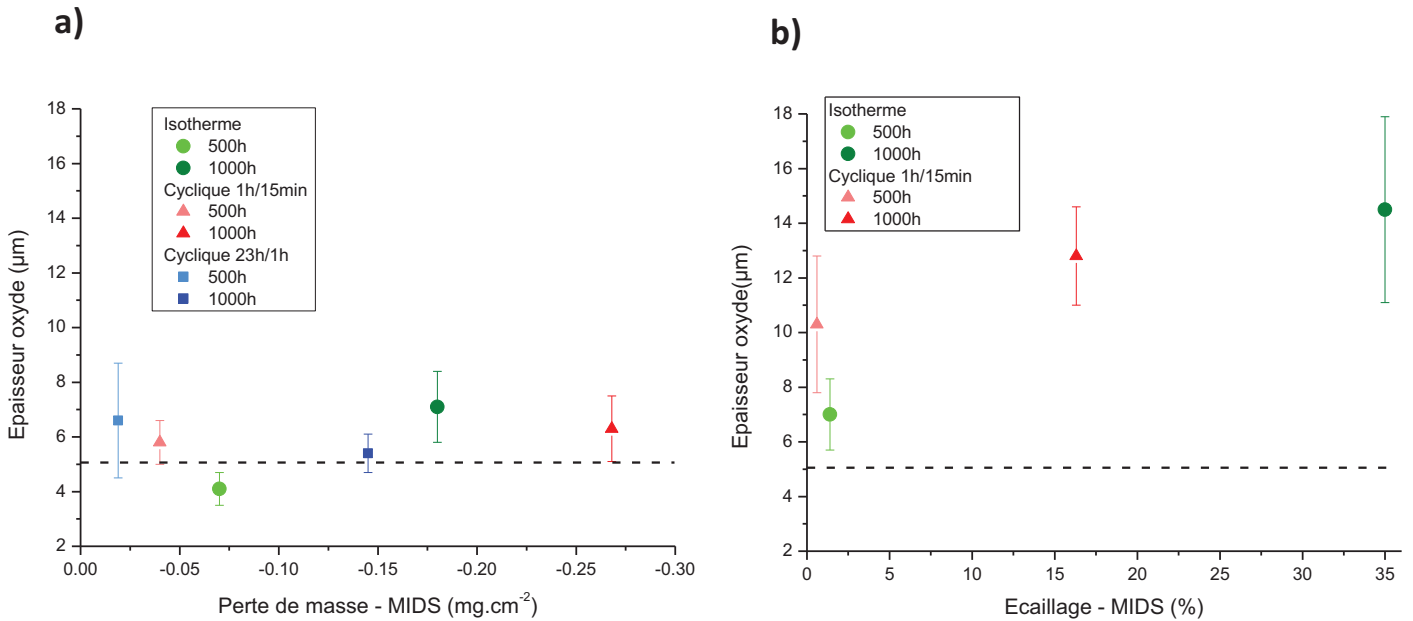 a)
18
16
14
12
10
8
6
4
2
Epaisseur oxyde (µm)
Isotherme
500h
1000h
Cyclique 1h/15min
500h
1000h
Cyclique 23h/1h
500h
1000h
0.00 -0.05 -0.10 -0.15 -0.20 -0.25 -0.30
Perte de masse - MIDS (mg.cm⁻²)
b)
18
16
14
12
10
8
6
4
2
Epaisseur oxyde(µm)
Isotherme
500h
1000h
Cyclique 1h/15min
500h
1000h
0 5 10 15 20 25 30 35
Ecaillage - MIDS (%)